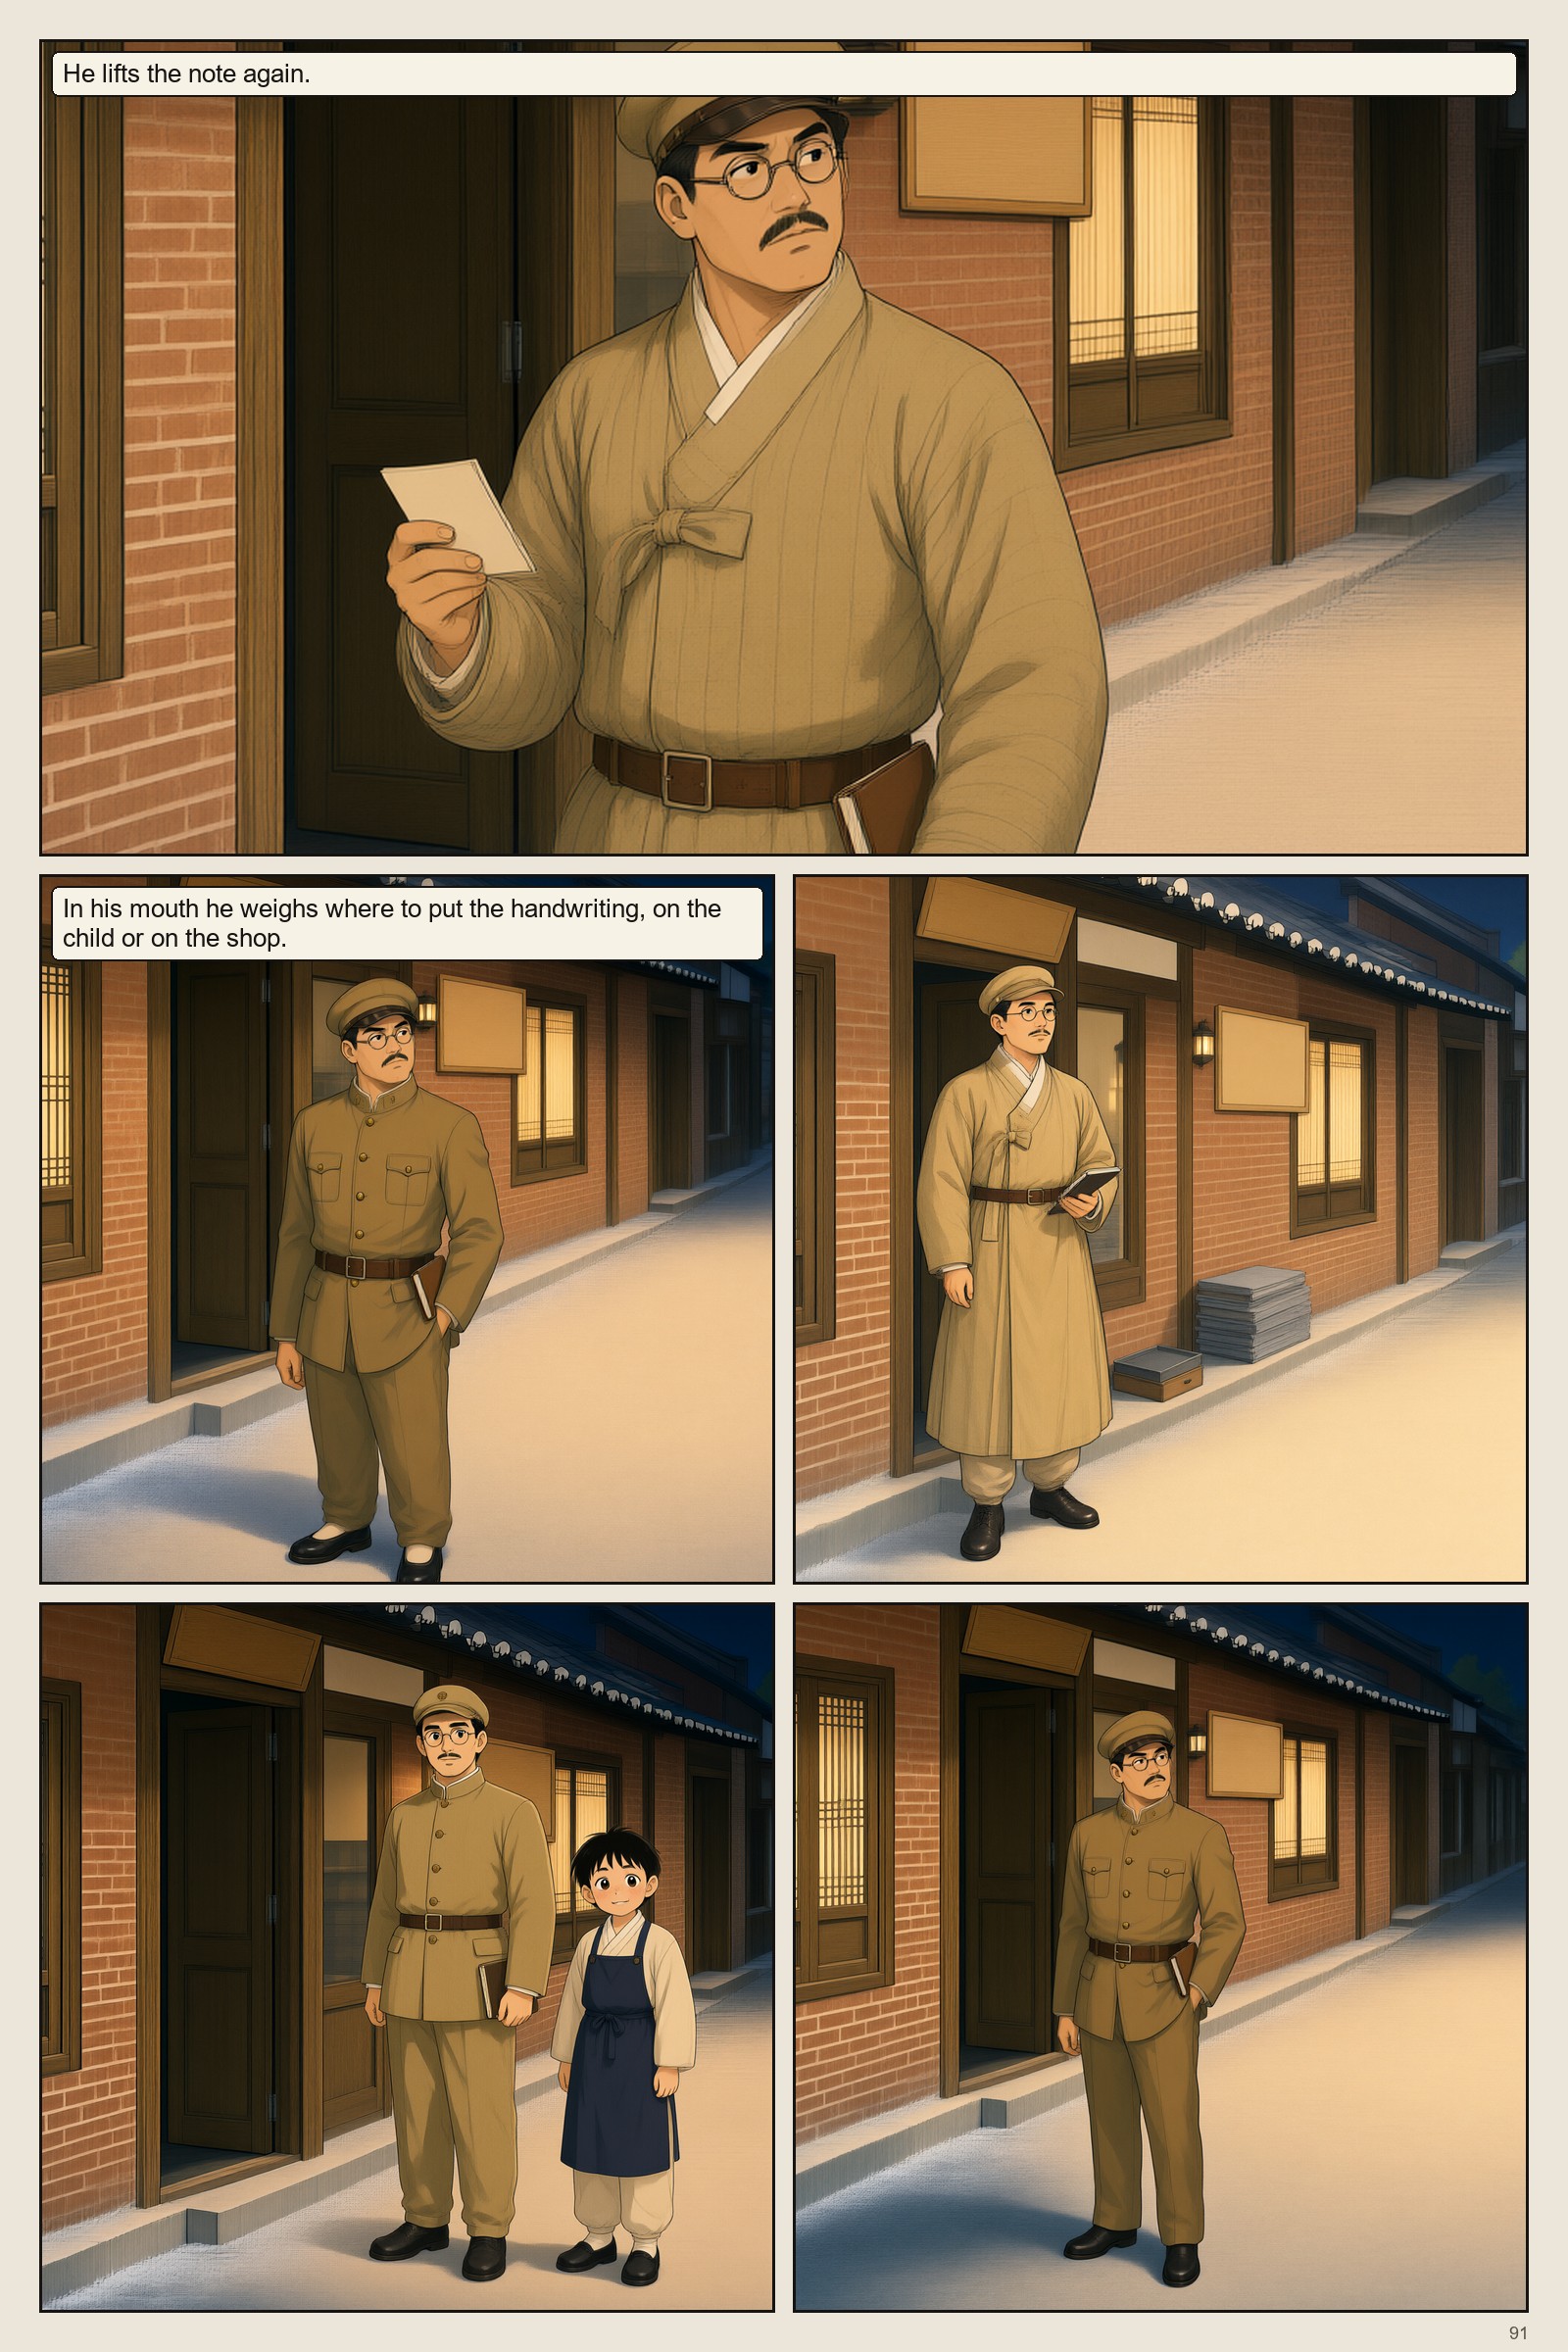 He lifts the note again.
In his mouth he weighs where to put the handwriting, on the
child or on the shop.
91